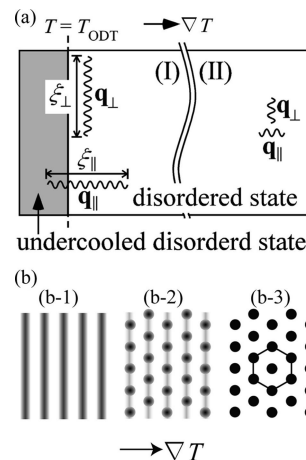 (a)
T = T_ODT → ∇T
(I) (II)
ξ⊥ q⊥
q⊥
ξ∥
q∥
q∥
disordered state
undercooled disorderd state
(b)
(b-1) (b-2) (b-3)
→ ∇T